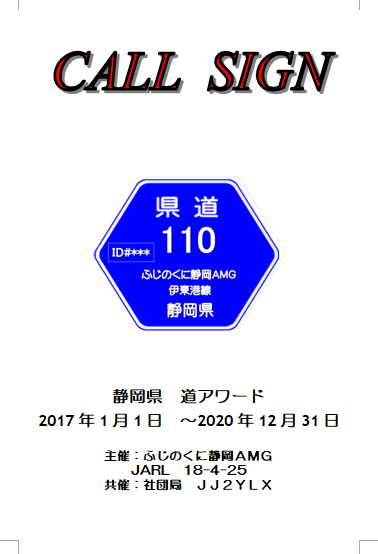 CALL SIGN
県道
110
ID#***
ふじのくに静岡AMG
伊東港線
静岡県
静岡県　道アワード
2017年1月1日　～2020年12月31日
主催：ふじのくに静岡ＡＭＧ
JARL　18-4-25
共催：社団局　ＪＪ２ＹＬＸ